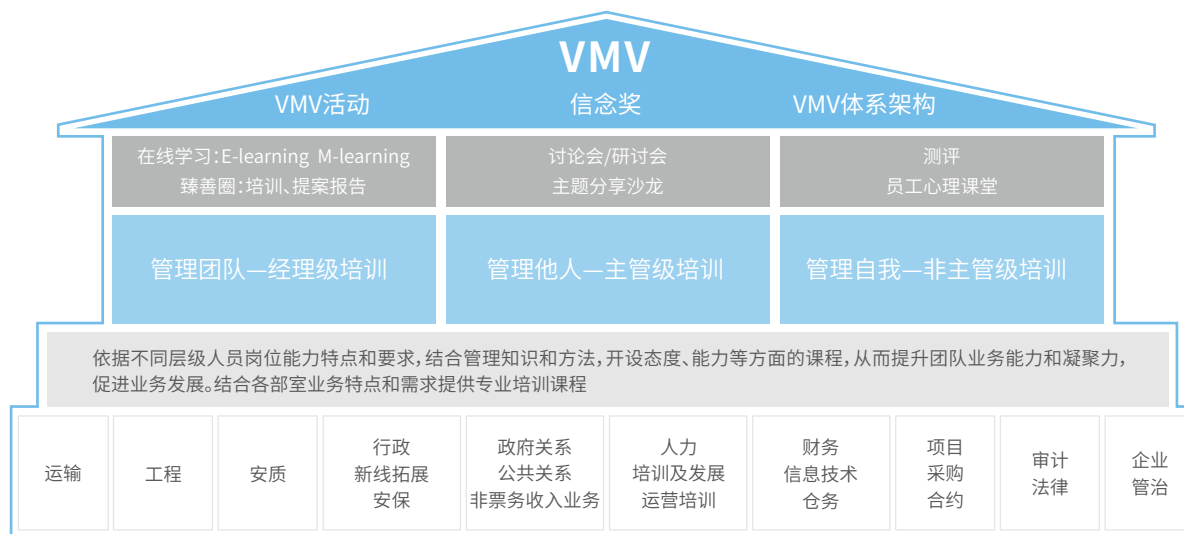 VMV
VMV活动
信念奖
VMV体系架构
在线学习:E-learning M-learning
臻善圈:培训、提案报告
讨论会/研讨会
主题分享沙龙
测评
员工心理课堂
管理团队—经理级培训
管理他人—主管级培训
管理自我—非主管级培训
依据不同层级人员岗位能力特点和要求,结合管理知识和方法,开设态度、能力等方面的课程,从而提升团队业务能力和凝聚力,
促进业务发展。结合各部室业务特点和需求提供专业培训课程
运输
工程
安质
行政
新线拓展
安保
政府关系
公共关系
非票务收入业务
人力
培训及发展
运营培训
财务
信息技术
仓务
项目
采购
合约
审计
法律
企业
管治